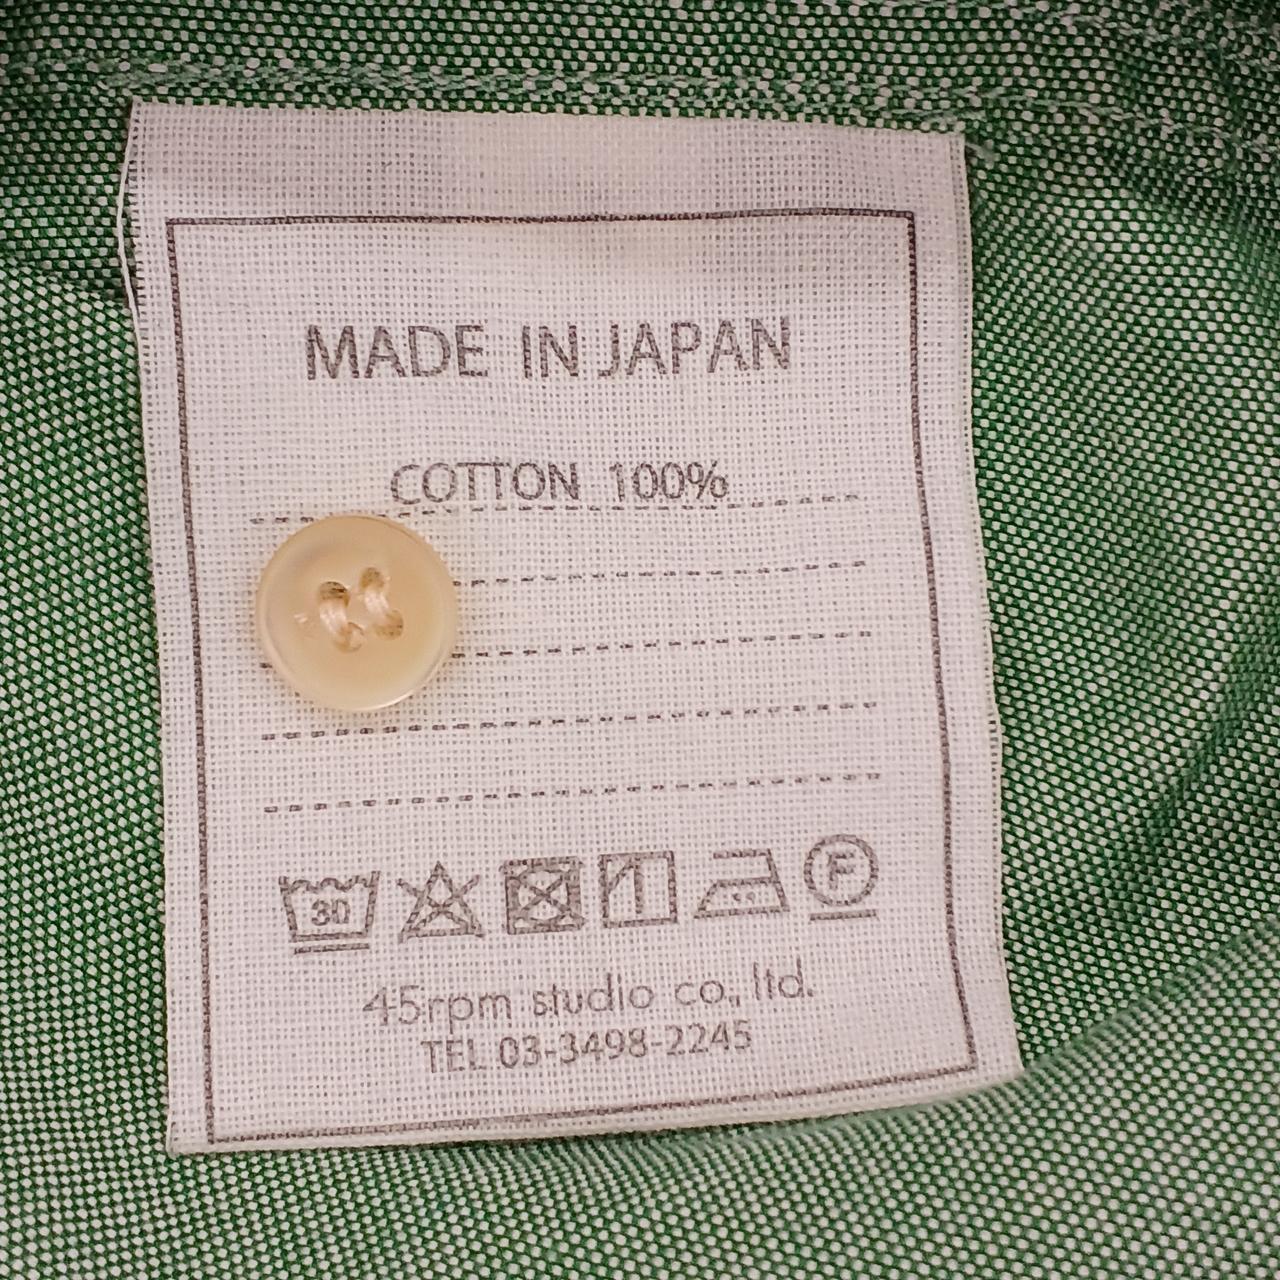 MADE IN JAPAN
COTTON 100%
30
F
45rpm studio co., ltd.
TEL 03-3498-2245